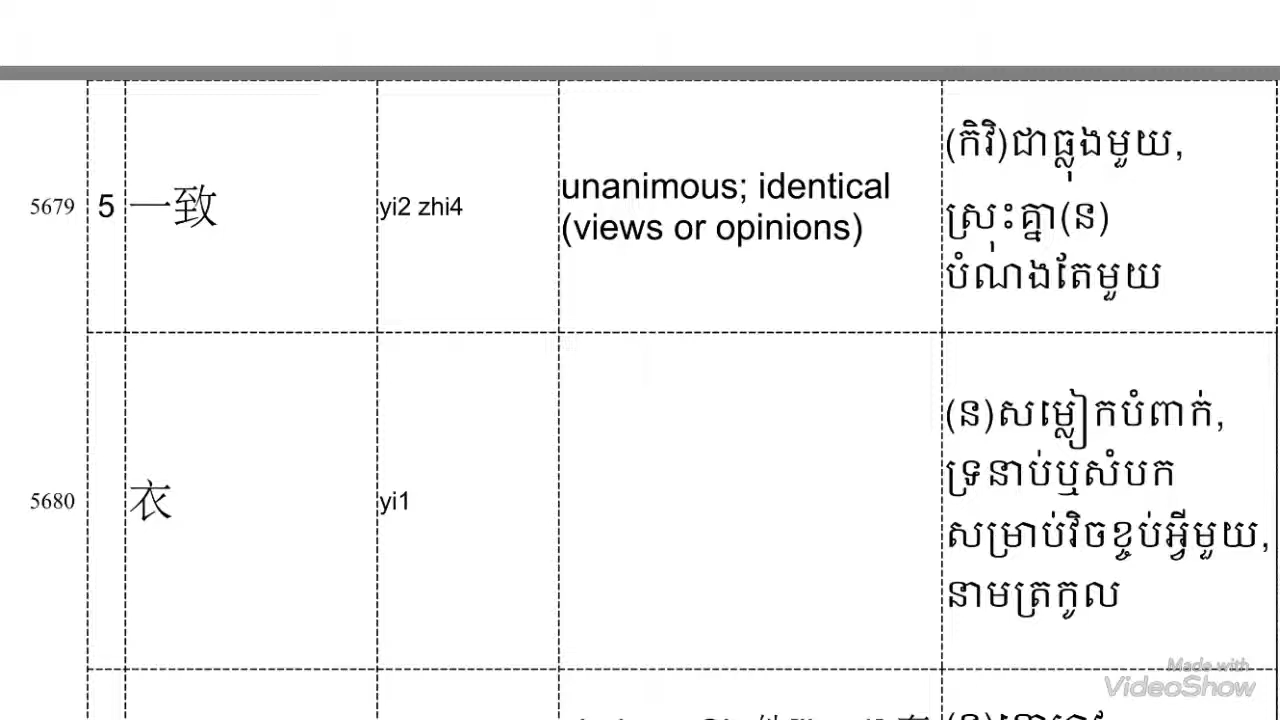 5679 5 一致 yi2 zhi4
unanimous; identical
(views or opinions)
(កិវិ)ជាធ្លុងមួយ,
ស្រុះគ្នា(ន)
បំណងតែមួយ
5680 衣 yi1
(ន)សម្លៀកបំពាក់,
ទ្រនាប់ឬសំបក
សម្រាប់វិចខ្ចប់អ្វីមួយ,
នាមត្រកូល
Made with
VideoShow